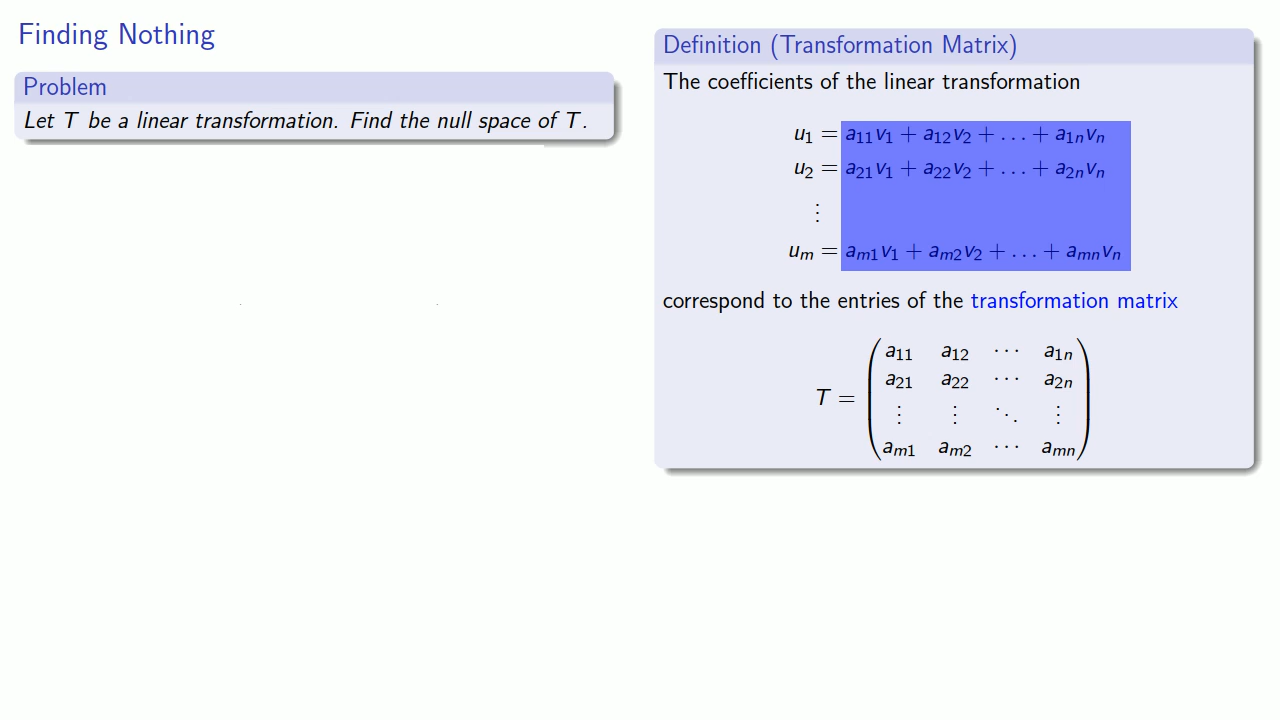 Finding Nothing
Problem
Let T be a linear transformation. Find the null space of T.
Definition (Transformation Matrix)
The coefficients of the linear transformation
u₁ = a₁₁v₁ + a₁₂v₂ + … + a₁ₙvₙ
u₂ = a₂₁v₁ + a₂₂v₂ + … + a₂ₙvₙ
⋮
uₘ = aₘ₁v₁ + aₘ₂v₂ + … + aₘₙvₙ
correspond to the entries of the transformation matrix
a₁₁ a₁₂ ⋯ a₁ₙ
a₂₁ a₂₂ ⋯ a₂ₙ
T =
⋮ ⋮ ⋱ ⋮
aₘ₁ aₘ₂ ⋯ aₘₙ